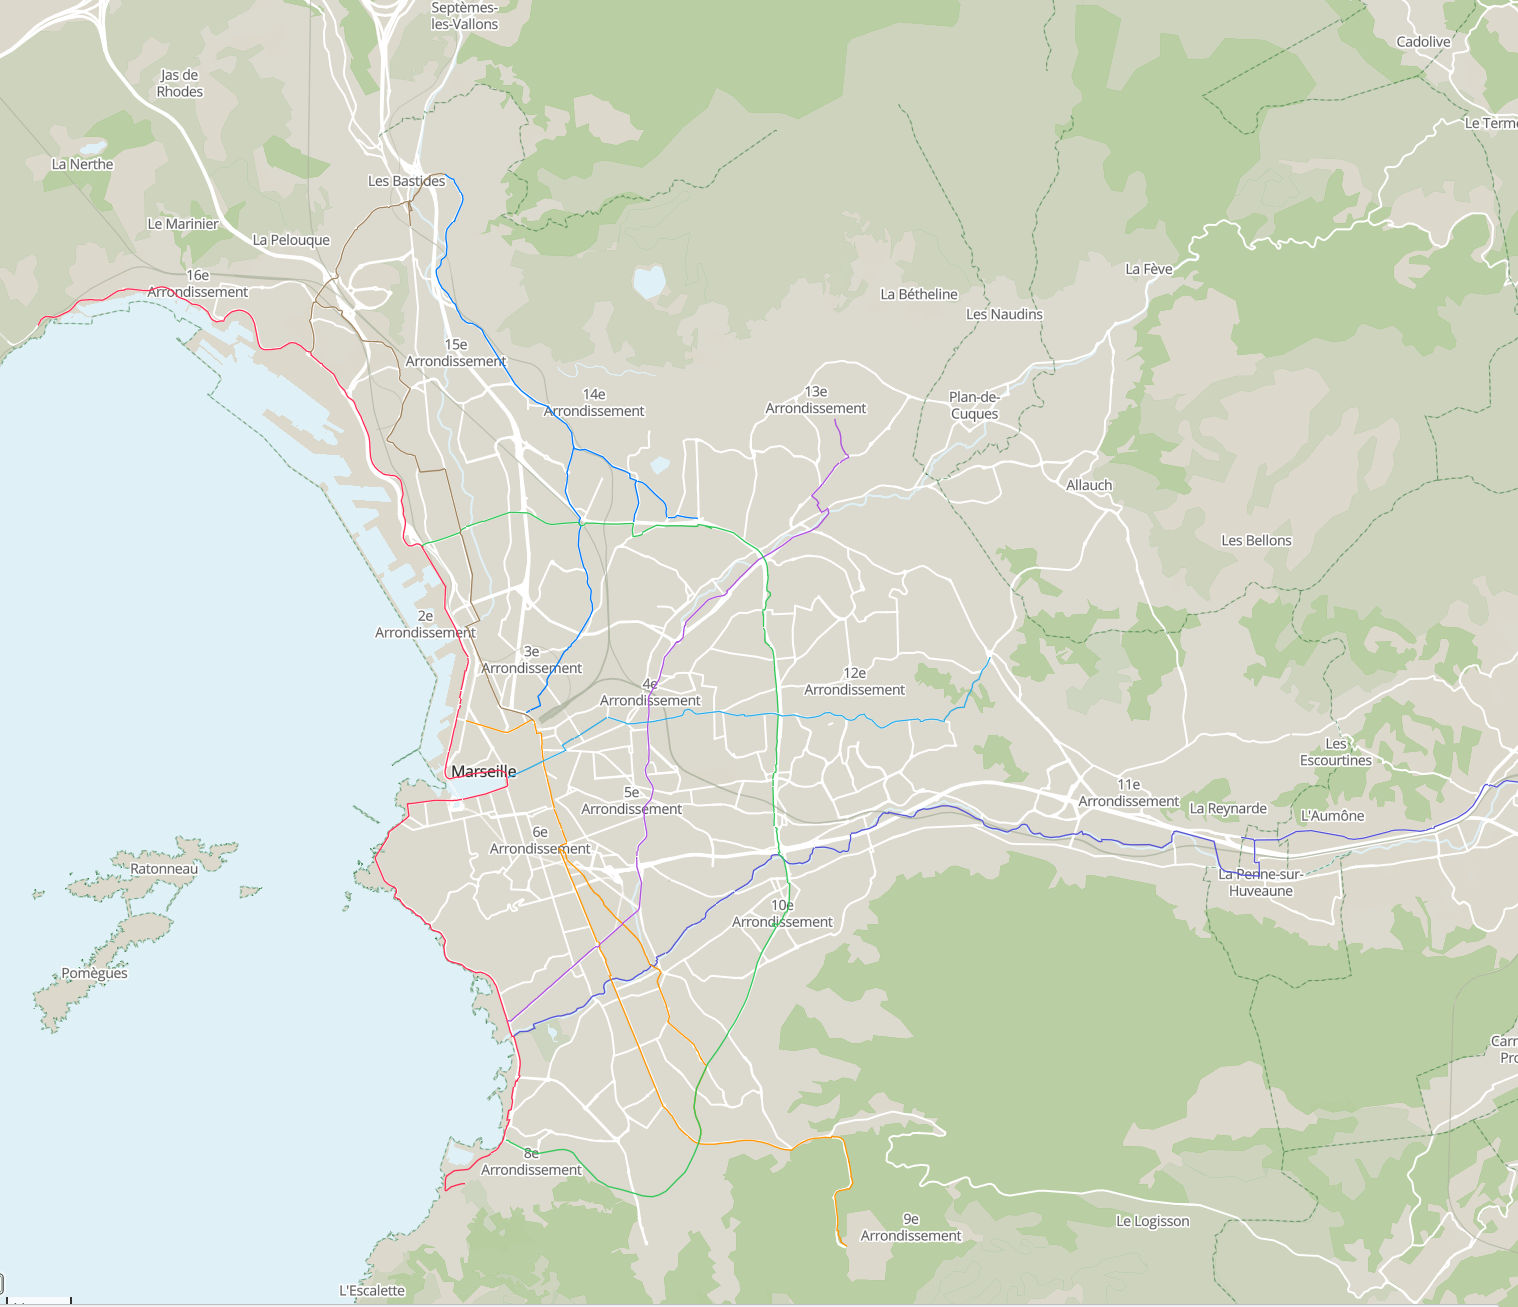 Septèmes-
les-Vallons
Cadolive
Jas de
Rhodes
Le Terme
La Nerthe
Les Bastides
Le Marinier
La Pelouque
La Fève
16e
Arrondissement
La Bétheline
Les Naudins
15e
Arrondissement
14e
Arrondissement
13e
Arrondissement
Plan-de-
Cuques
Allauch
Les Bellons
2e
Arrondissement
3e
Arrondissement
4e
Arrondissement
12e
Arrondissement
Les
Escourtines
Marseille
5e
Arrondissement
11e
Arrondissement
La Reynarde
L'Aumône
6e
Arrondissement
Ratonneau
La Penne-sur-
Huveaune
10e
Arrondissement
Pomègues
Carn
Pro
8e
Arrondissement
9e
Arrondissement
Le Logisson
L'Escalette